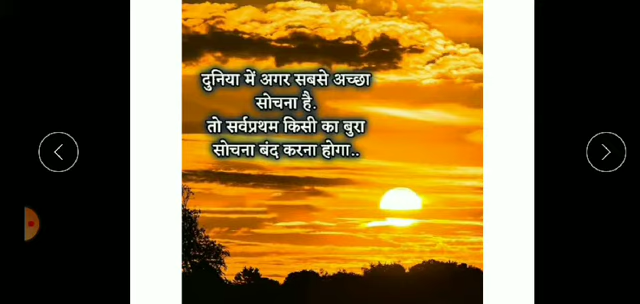 दुनिया में अगर सबसे अच्छा
सोचना है.
तो सर्वप्रथम किसी का बुरा
सोचना बंद करना होगा..